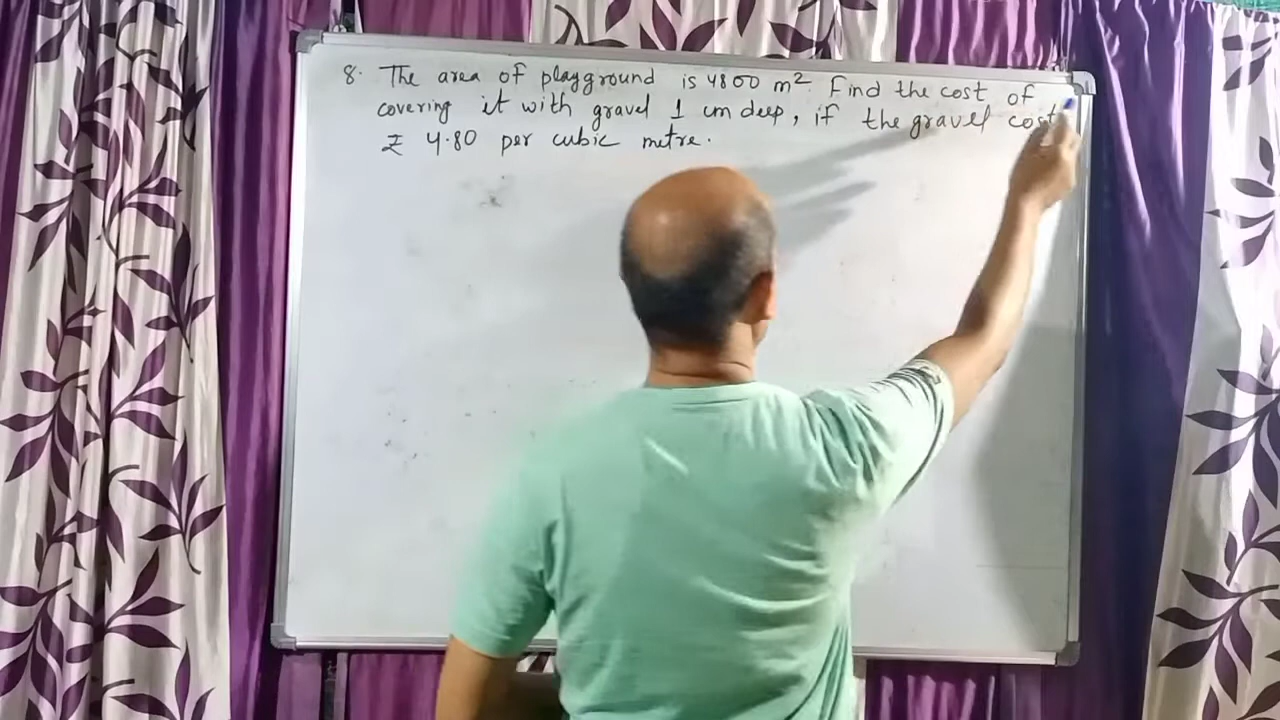 8. The area of playground is 4800 m² Find the cost of
covering it with gravel 1 cm deep, if the gravel cost
₹ 4.80 per cubic metre.